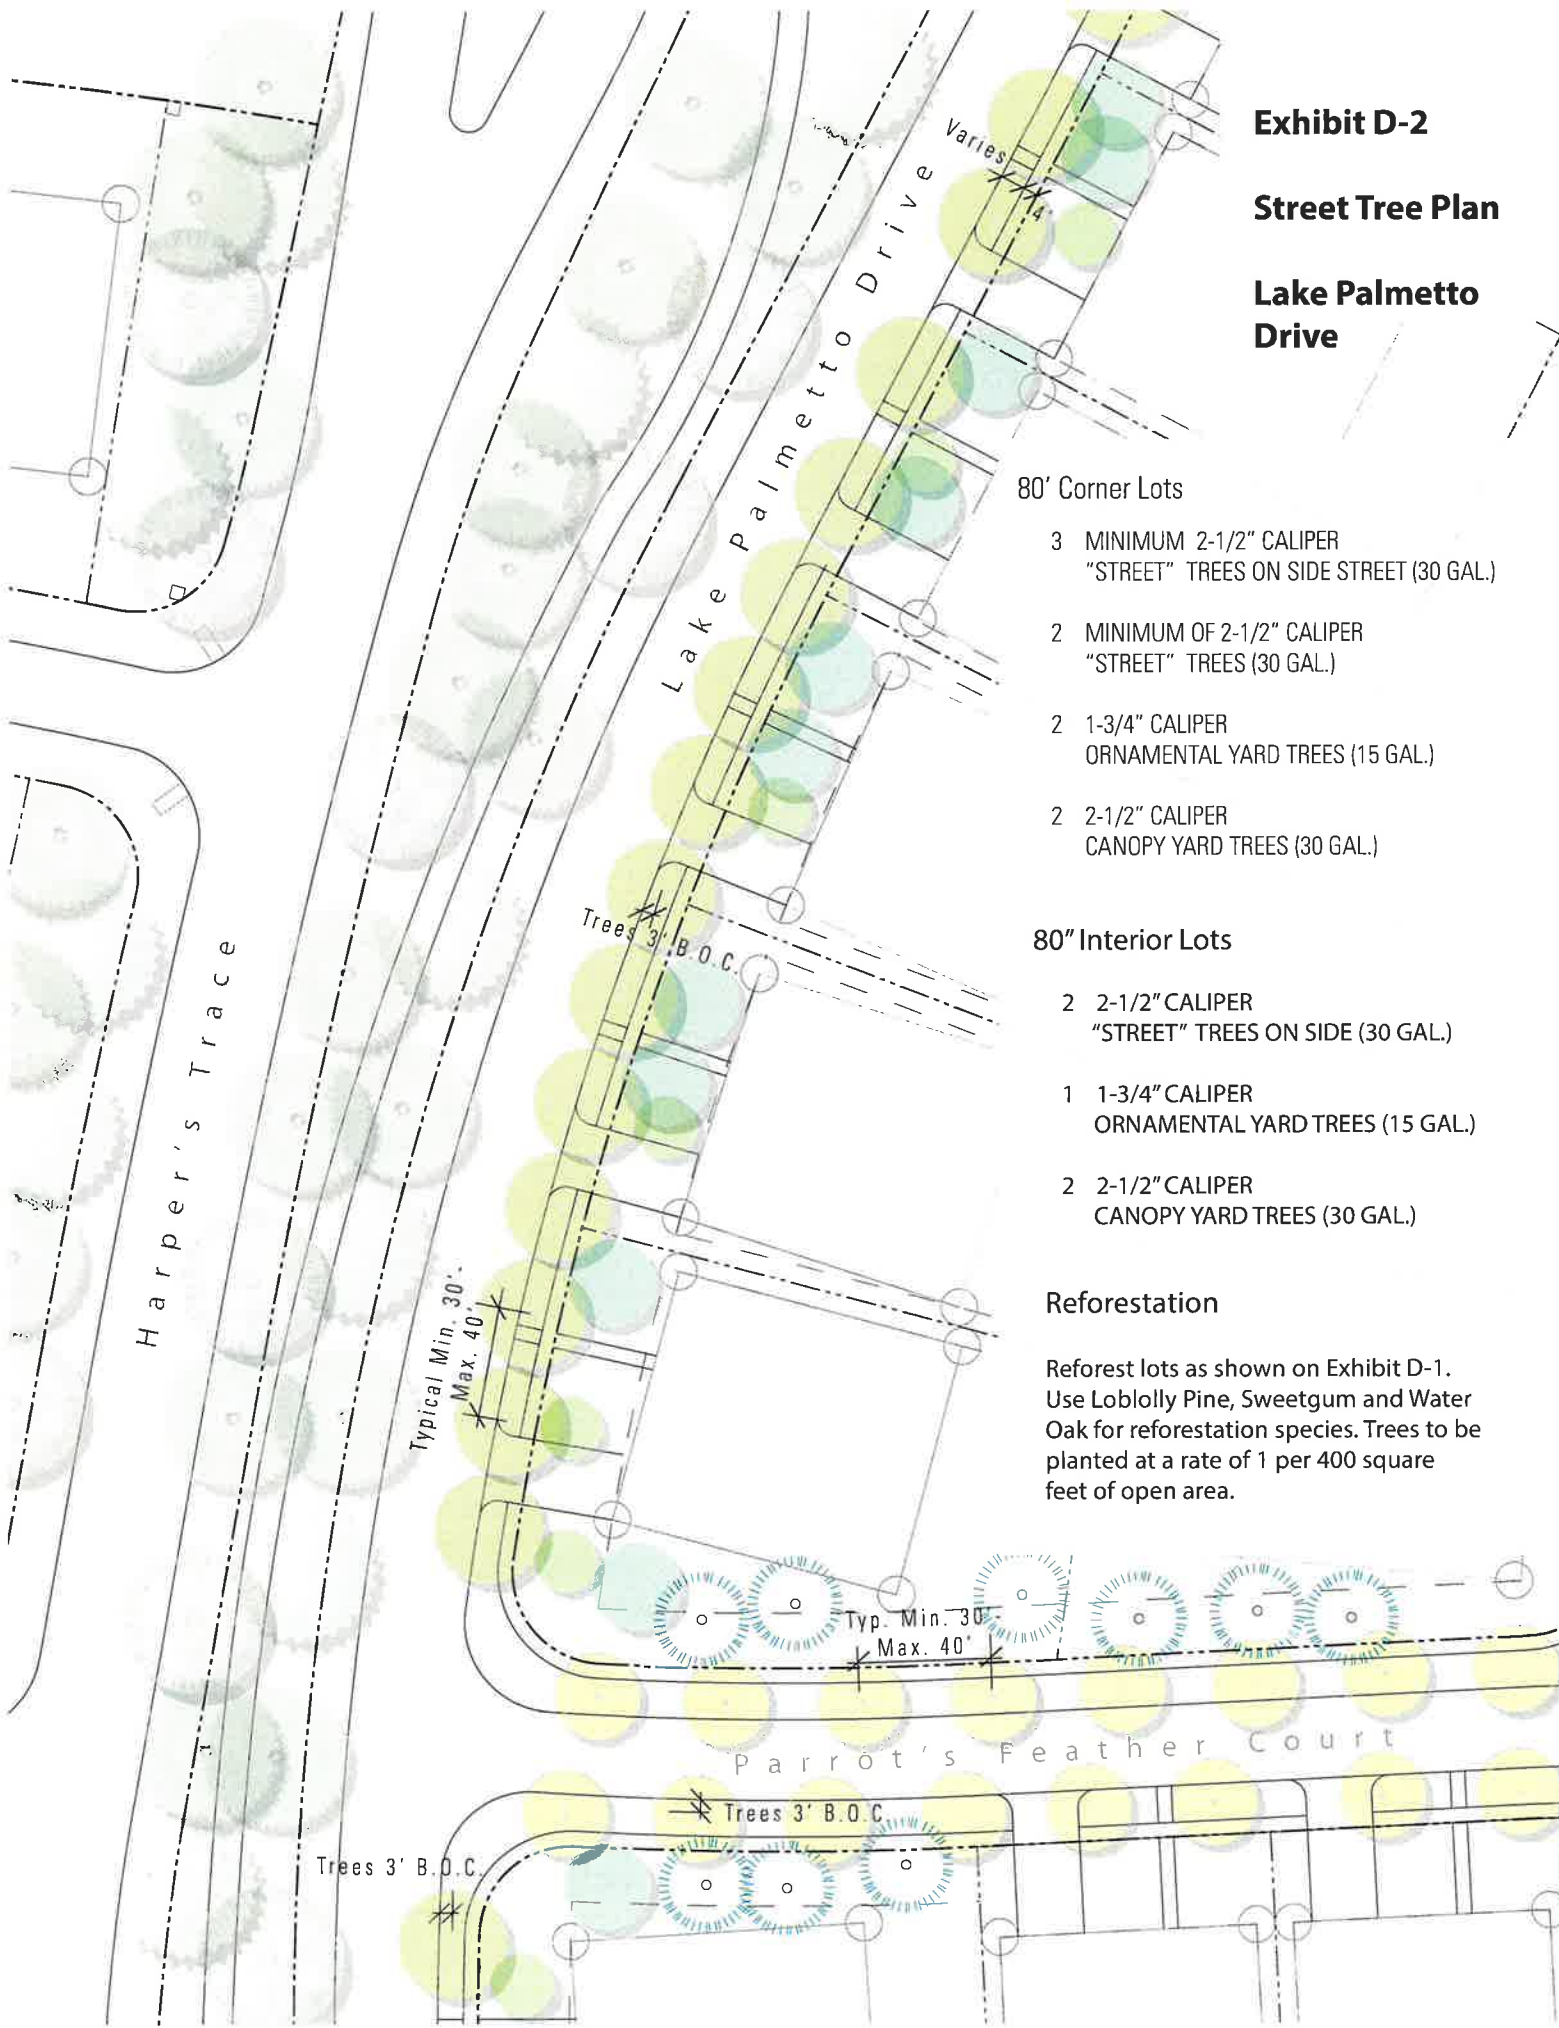 Exhibit D-2
Street Tree Plan
Lake Palmetto
Drive
Varies
4'
Lake Palmetto Drive
80' Corner Lots
3 MINIMUM 2-1/2" CALIPER
"STREET" TREES ON SIDE STREET (30 GAL.)
2 MINIMUM OF 2-1/2" CALIPER
"STREET" TREES (30 GAL.)
2 1-3/4" CALIPER
ORNAMENTAL YARD TREES (15 GAL.)
2 2-1/2" CALIPER
CANOPY YARD TREES (30 GAL.)
Trees 3' B.O.C.
80" Interior Lots
2 2-1/2" CALIPER
"STREET" TREES ON SIDE (30 GAL.)
1 1-3/4" CALIPER
ORNAMENTAL YARD TREES (15 GAL.)
2 2-1/2" CALIPER
CANOPY YARD TREES (30 GAL.)
Harper's Trace
Typical Min. 30'-
Max. 40'
Reforestation
Reforest lots as shown on Exhibit D-1.
Use Loblolly Pine, Sweetgum and Water
Oak for reforestation species. Trees to be
planted at a rate of 1 per 400 square
feet of open area.
Typ. Min. 30'-
Max. 40'
Parrot's Feather Court
Trees 3' B.O.C.
Trees 3' B.O.C.